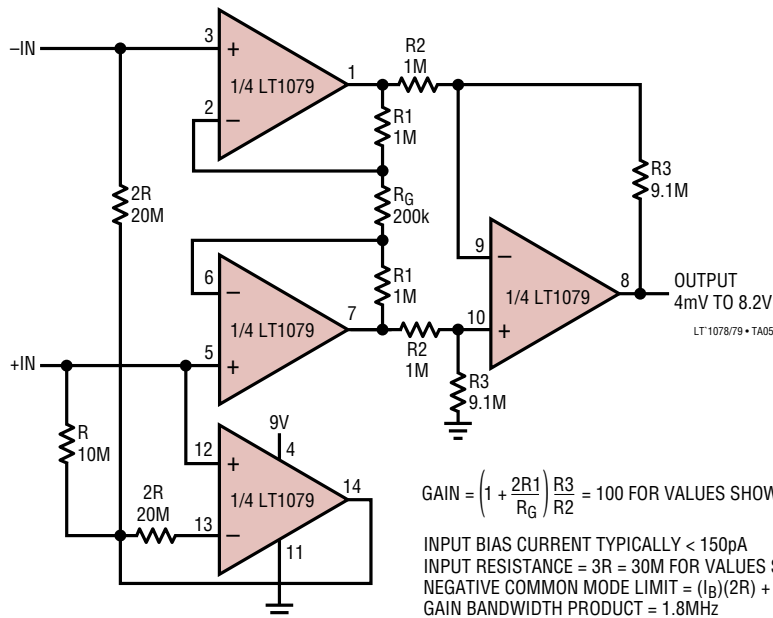 –IN
3
+
1/4 LT1079
2
–
1
R2
1M
R1
1M
RG
200k
R1
1M
R3
9.1M
2R
20M
6
–
1/4 LT1079
5
+
7
R2
1M
9
–
1/4 LT1079
10
+
8
OUTPUT
4mV TO 8.2V
LT1078/79 • TA05
R3
9.1M
+IN
R
10M
2R
20M
12
+
1/4 LT1079
13
–
9V
4
14
11
GAIN = (1 + 2R1/RG) R3/R2 = 100 FOR VALUES
INPUT BIAS CURRENT TYPICALLY < 150pA
INPUT RESISTANCE = 3R = 30M FOR VALUES
NEGATIVE COMMON MODE LIMIT = (IB)(2R) +
GAIN BANDWIDTH PRODUCT = 1.8MHz